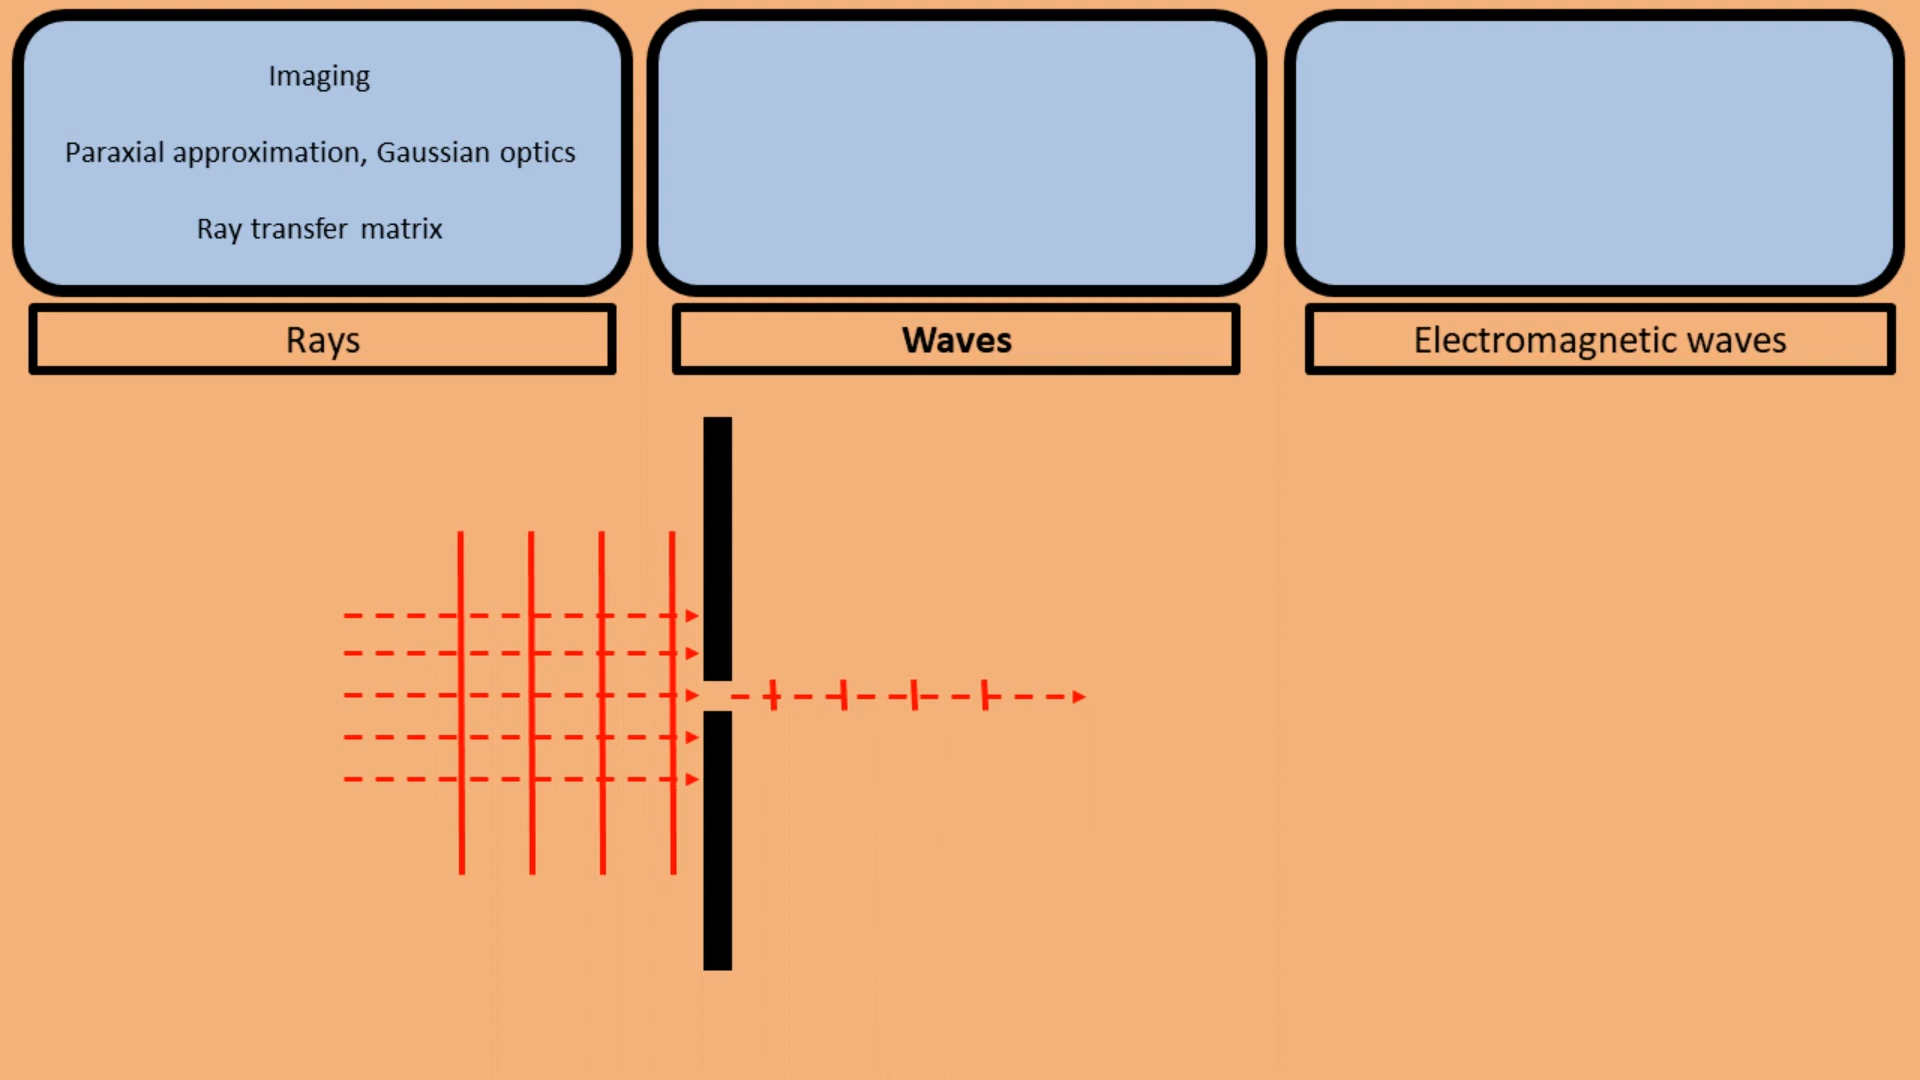 Imaging
Paraxial approximation, Gaussian optics
Ray transfer matrix
Rays
Waves
Electromagnetic waves